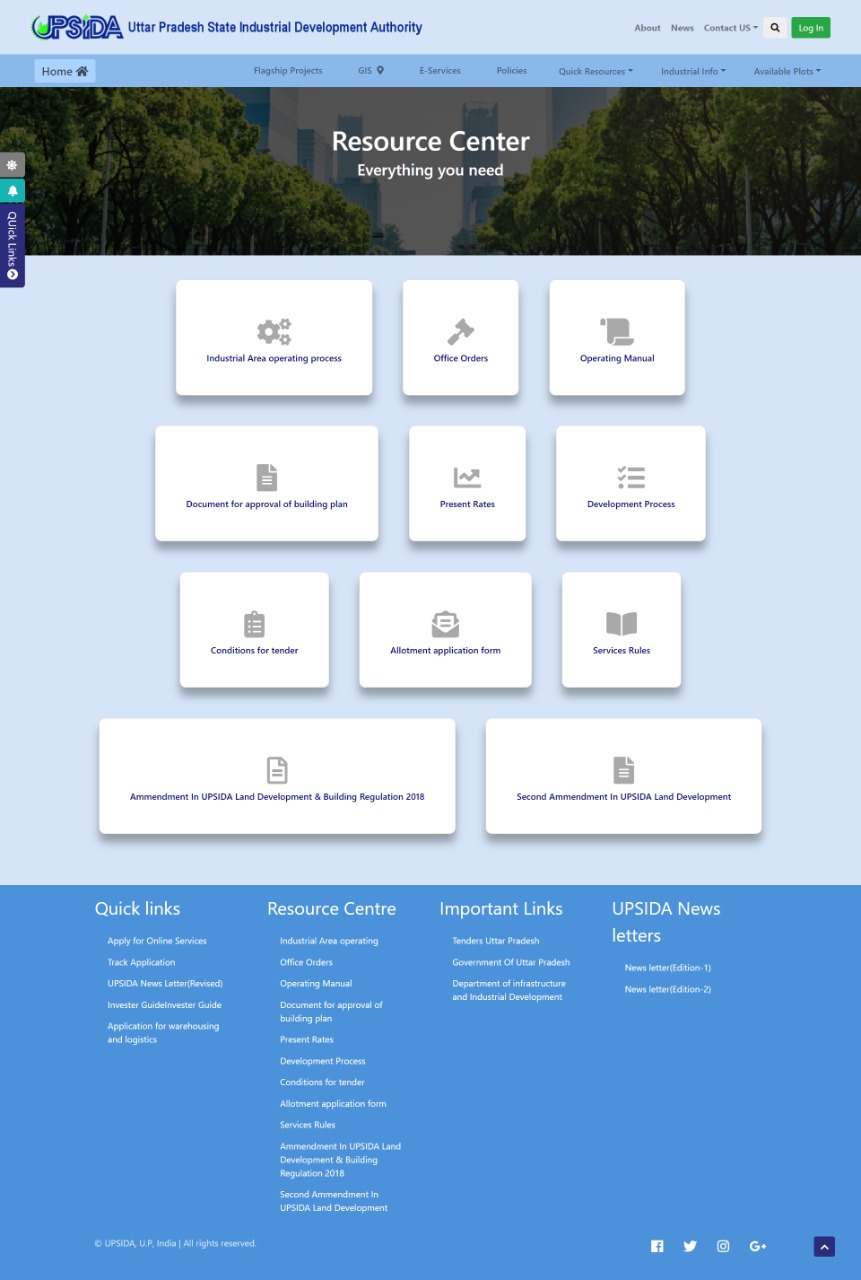 UPSIDA Uttar Pradesh State Industrial Development Authority
About News Contact US Log In
Home Flagship Projects GIS E-Services Policies Quick Resources Industrial Info Available Plots
Resource Center
Everything you need
QUick Links
Industrial Area operating process
Office Orders
Operating Manual
Document for approval of building plan
Present Rates
Development Process
Conditions for tender
Allotment application form
Services Rules
Ammendment In UPSIDA Land Development & Building Regulation 2018
Second Ammendment In UPSIDA Land Development
Quick links
Apply for Online Services
Track Application
UPSIDA News Letter(Revised)
Invester GuideInvester Guide
Application for warehousing
and logistics
Resource Centre
Industrial Area operating
Office Orders
Operating Manual
Document for approval of
building plan
Present Rates
Development Process
Conditions for tender
Allotment application form
Services Rules
Ammendment In UPSIDA Land
Development & Building
Regulation 2018
Second Ammendment In
UPSIDA Land Development
Important Links
Tenders Uttar Pradesh
Government Of Uttar Pradesh
Department of infrastructure
and Industrial Development
UPSIDA News
letters
News letter(Edition-1)
News letter(Edition-2)
© UPSIDA, U.P, India | All rights reserved.
G+